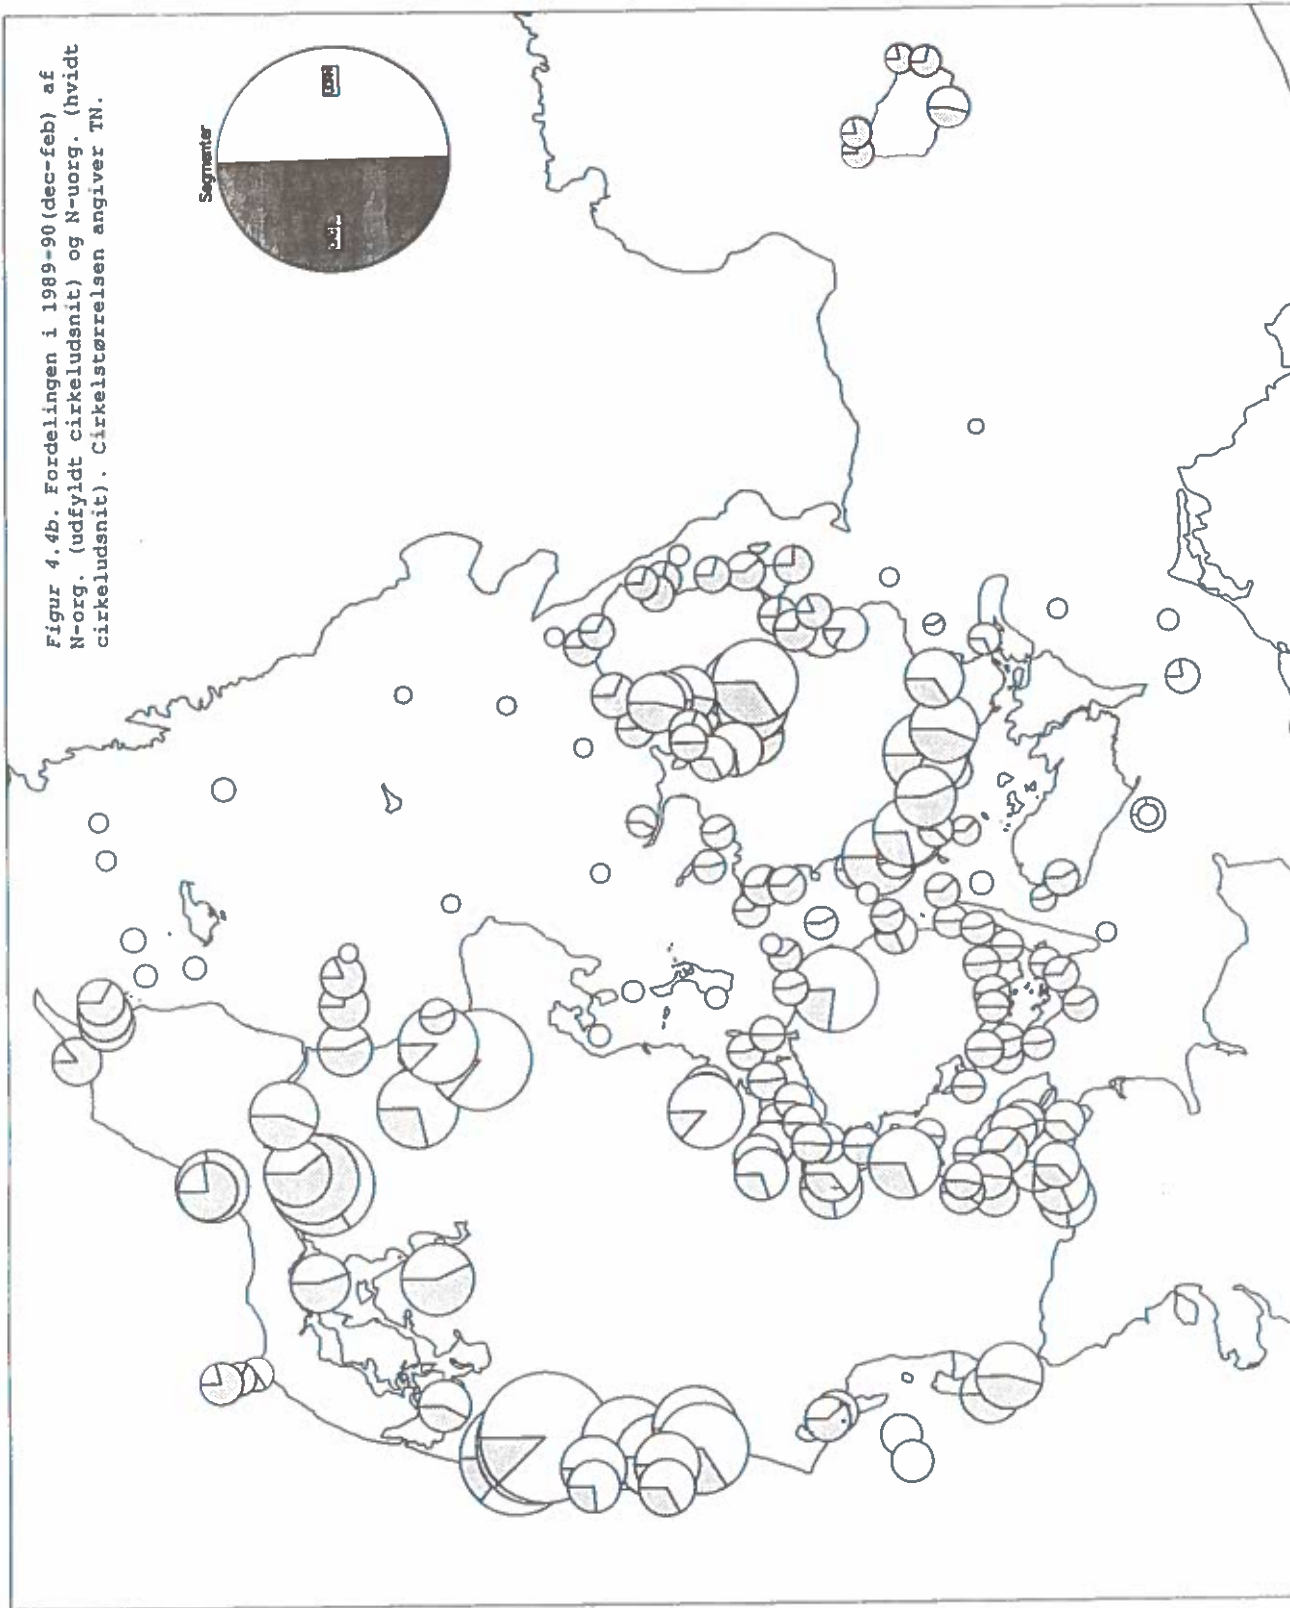 Figur 4.4b. Fordelingen i 1989-90(dec-feb) af
N-org. (udfyldt cirkeludsnit) og N-uorg. (hvidt
cirkeludsnit). Cirkelstørrelsen angiver TN.
Segmenter